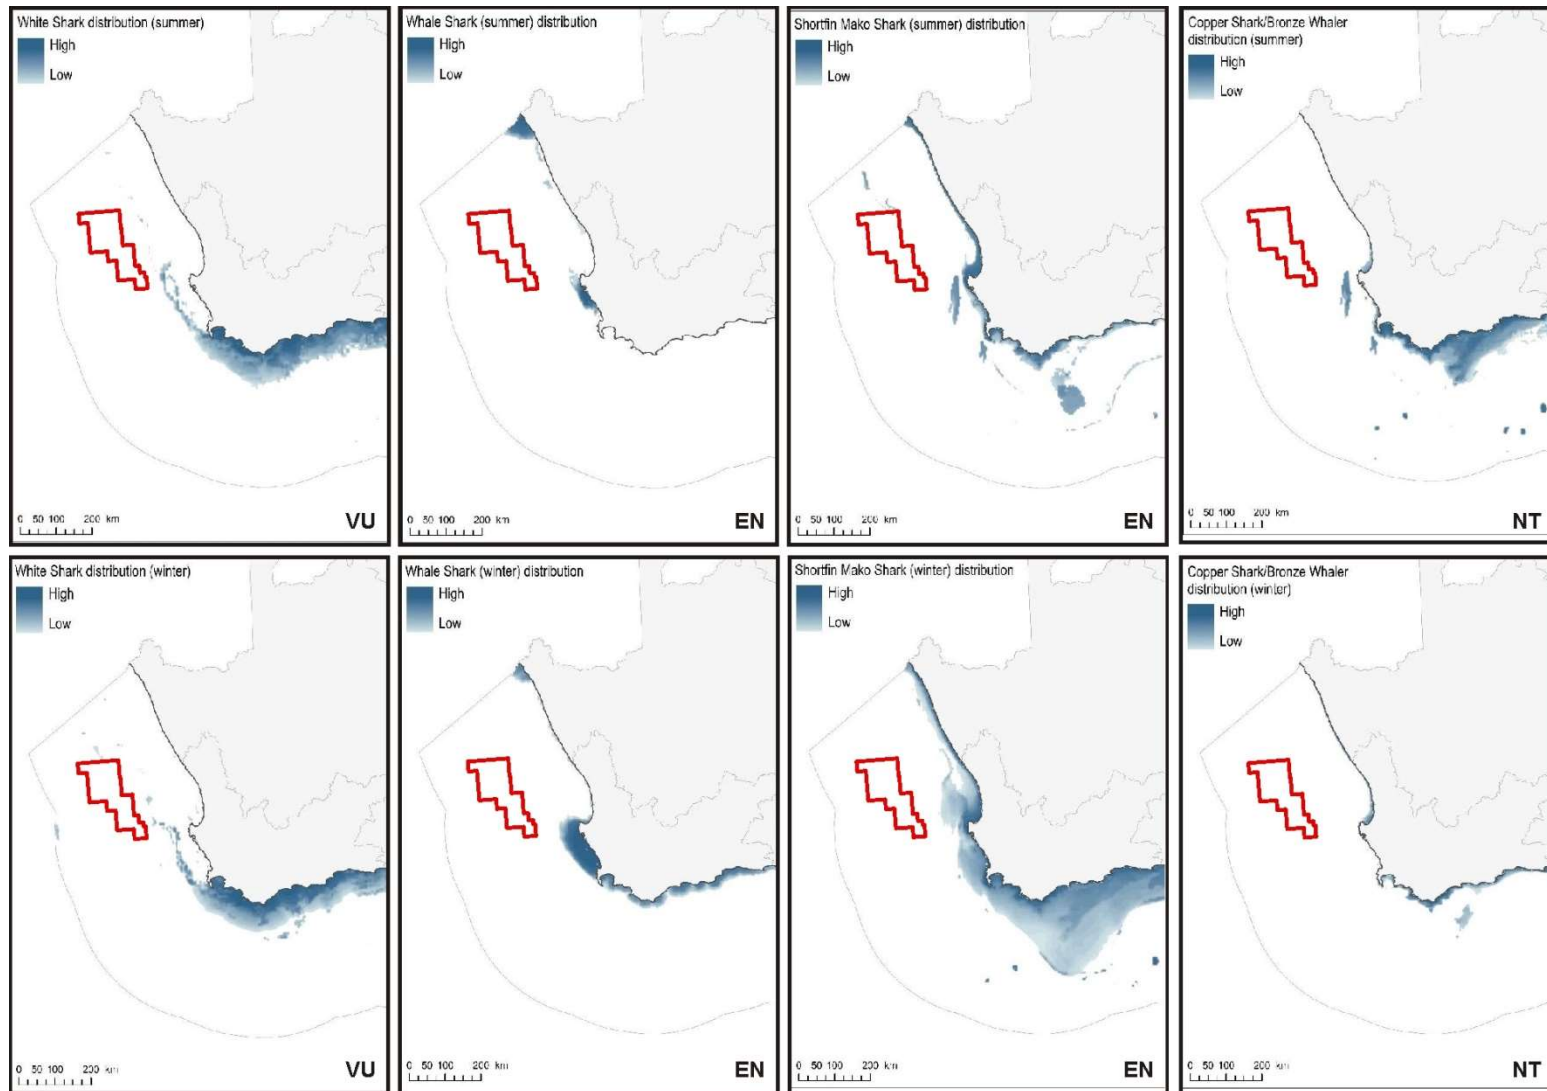 White Shark distribution (summer)
High
Low
0 50 100 200 km
VU
Whale Shark (summer) distribution
High
Low
0 50 100 200 km
EN
Shortfin Mako Shark (summer) distribution
High
Low
0 50 100 200 km
EN
Copper Shark/Bronze Whaler
distribution (summer)
High
Low
0 50 100 200 km
NT
White Shark distribution (winter)
High
Low
0 50 100 200 km
VU
Whale Shark (winter) distribution
High
Low
0 50 100 200 km
EN
Shortfin Mako Shark (winter) distribution
High
Low
0 50 100 200 km
EN
Copper Shark/Bronze Whaler
distribution (winter)
High
Low
0 50 100 200 km
NT